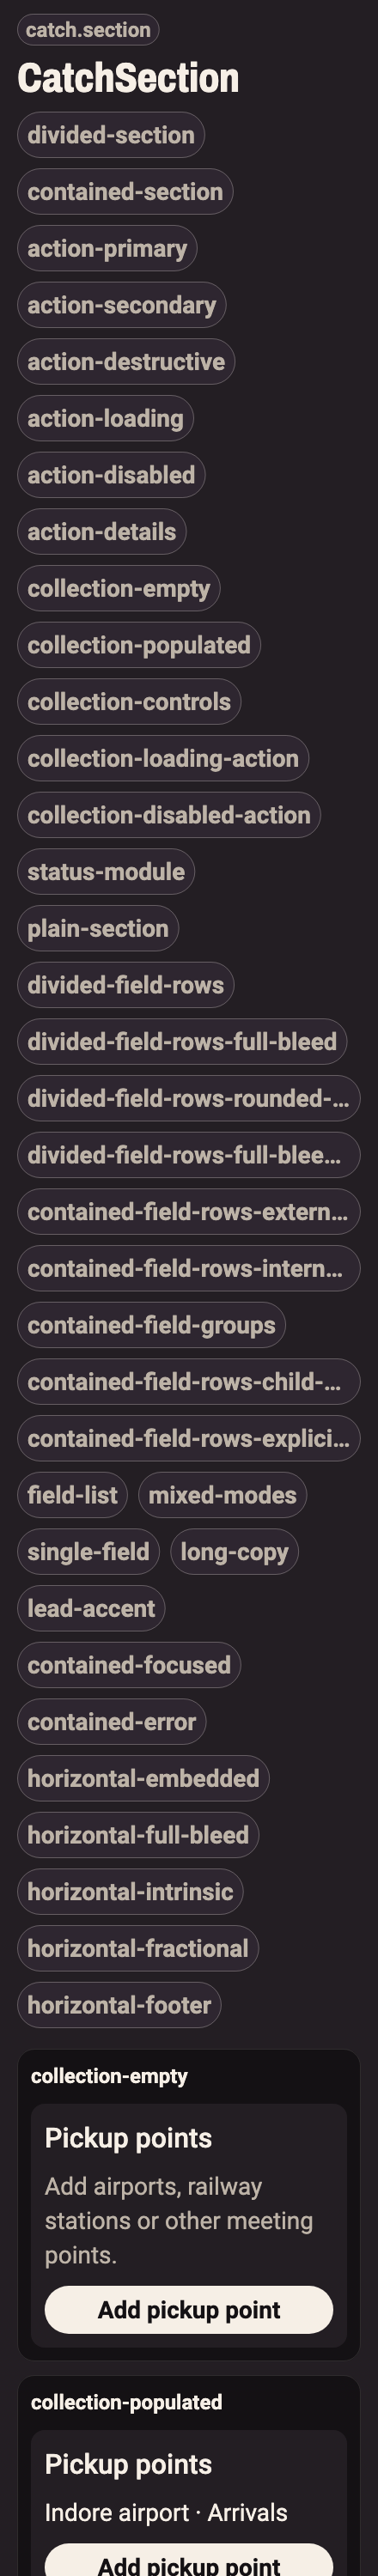 catch.section
CatchSection
divided-section
contained-section
action-primary
action-secondary
action-destructive
action-loading
action-disabled
action-details
collection-empty
collection-populated
collection-controls
collection-loading-action
collection-disabled-action
status-module
plain-section
divided-field-rows
divided-field-rows-full-bleed
divided-field-rows-rounded-...
divided-field-rows-full-blee...
contained-field-rows-extern...
contained-field-rows-intern...
contained-field-groups
contained-field-rows-child-...
contained-field-rows-explici...
field-list mixed-modes
single-field long-copy
lead-accent
contained-focused
contained-error
horizontal-embedded
horizontal-full-bleed
horizontal-intrinsic
horizontal-fractional
horizontal-footer
collection-empty
Pickup points
Add airports, railway
stations or other meeting
points.
Add pickup point
collection-populated
Pickup points
Indore airport · Arrivals
Add pickup point